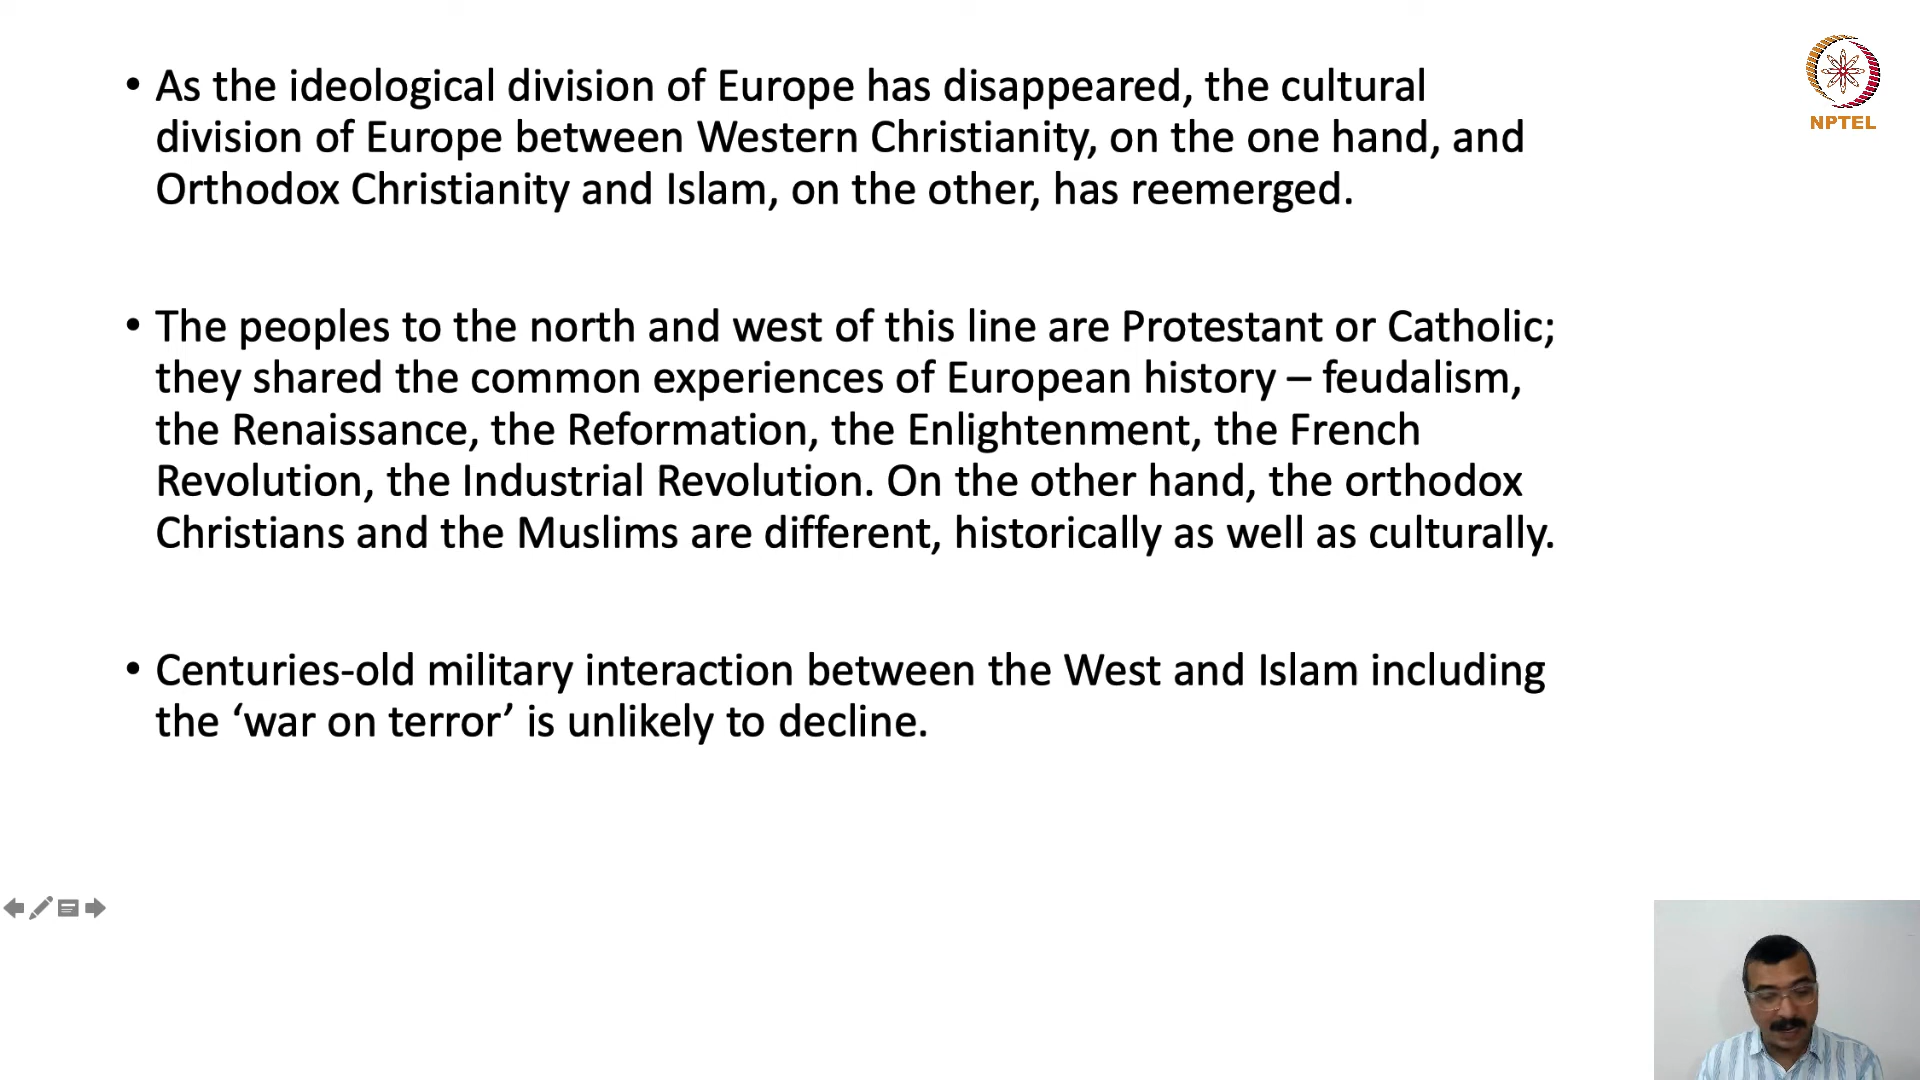 • As the ideological division of Europe has disappeared, the cultural
division of Europe between Western Christianity, on the one hand, and
Orthodox Christianity and Islam, on the other, has reemerged.
• The peoples to the north and west of this line are Protestant or Catholic;
they shared the common experiences of European history – feudalism,
the Renaissance, the Reformation, the Enlightenment, the French
Revolution, the Industrial Revolution. On the other hand, the orthodox
Christians and the Muslims are different, historically as well as culturally.
• Centuries-old military interaction between the West and Islam including
the ‘war on terror’ is unlikely to decline.
NPTEL